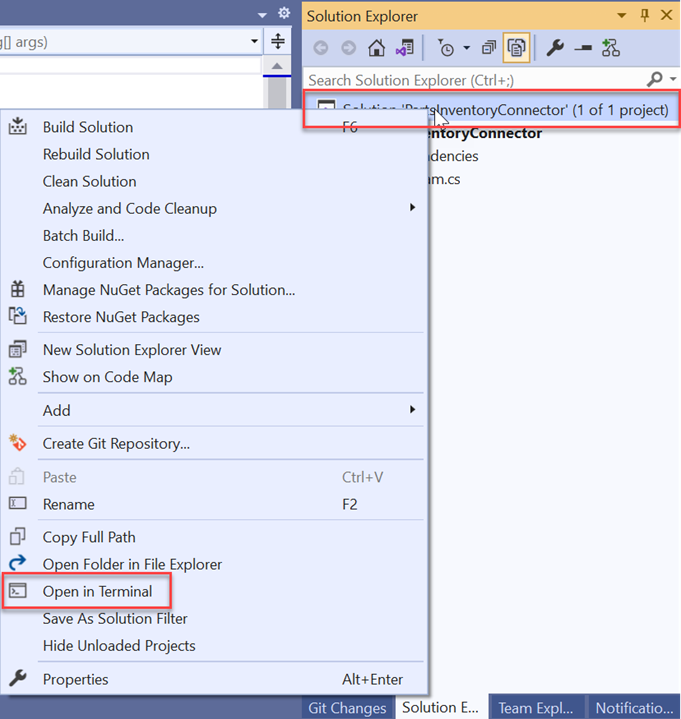 g[] args)
Solution Explorer
Search Solution Explorer (Ctrl+;)
Solution 'PartsInventoryConnector' (1 of 1 project)
entoryConnector
ndencies
m.cs
Build Solution F6
Rebuild Solution
Clean Solution
Analyze and Code Cleanup
Batch Build...
Configuration Manager...
Manage NuGet Packages for Solution...
Restore NuGet Packages
New Solution Explorer View
Show on Code Map
Add
Create Git Repository...
Paste Ctrl+V
Rename F2
Copy Full Path
Open Folder in File Explorer
Open in Terminal
Save As Solution Filter
Hide Unloaded Projects
Properties Alt+Enter
Git Changes Solution E... Team Expl... Notificatio...